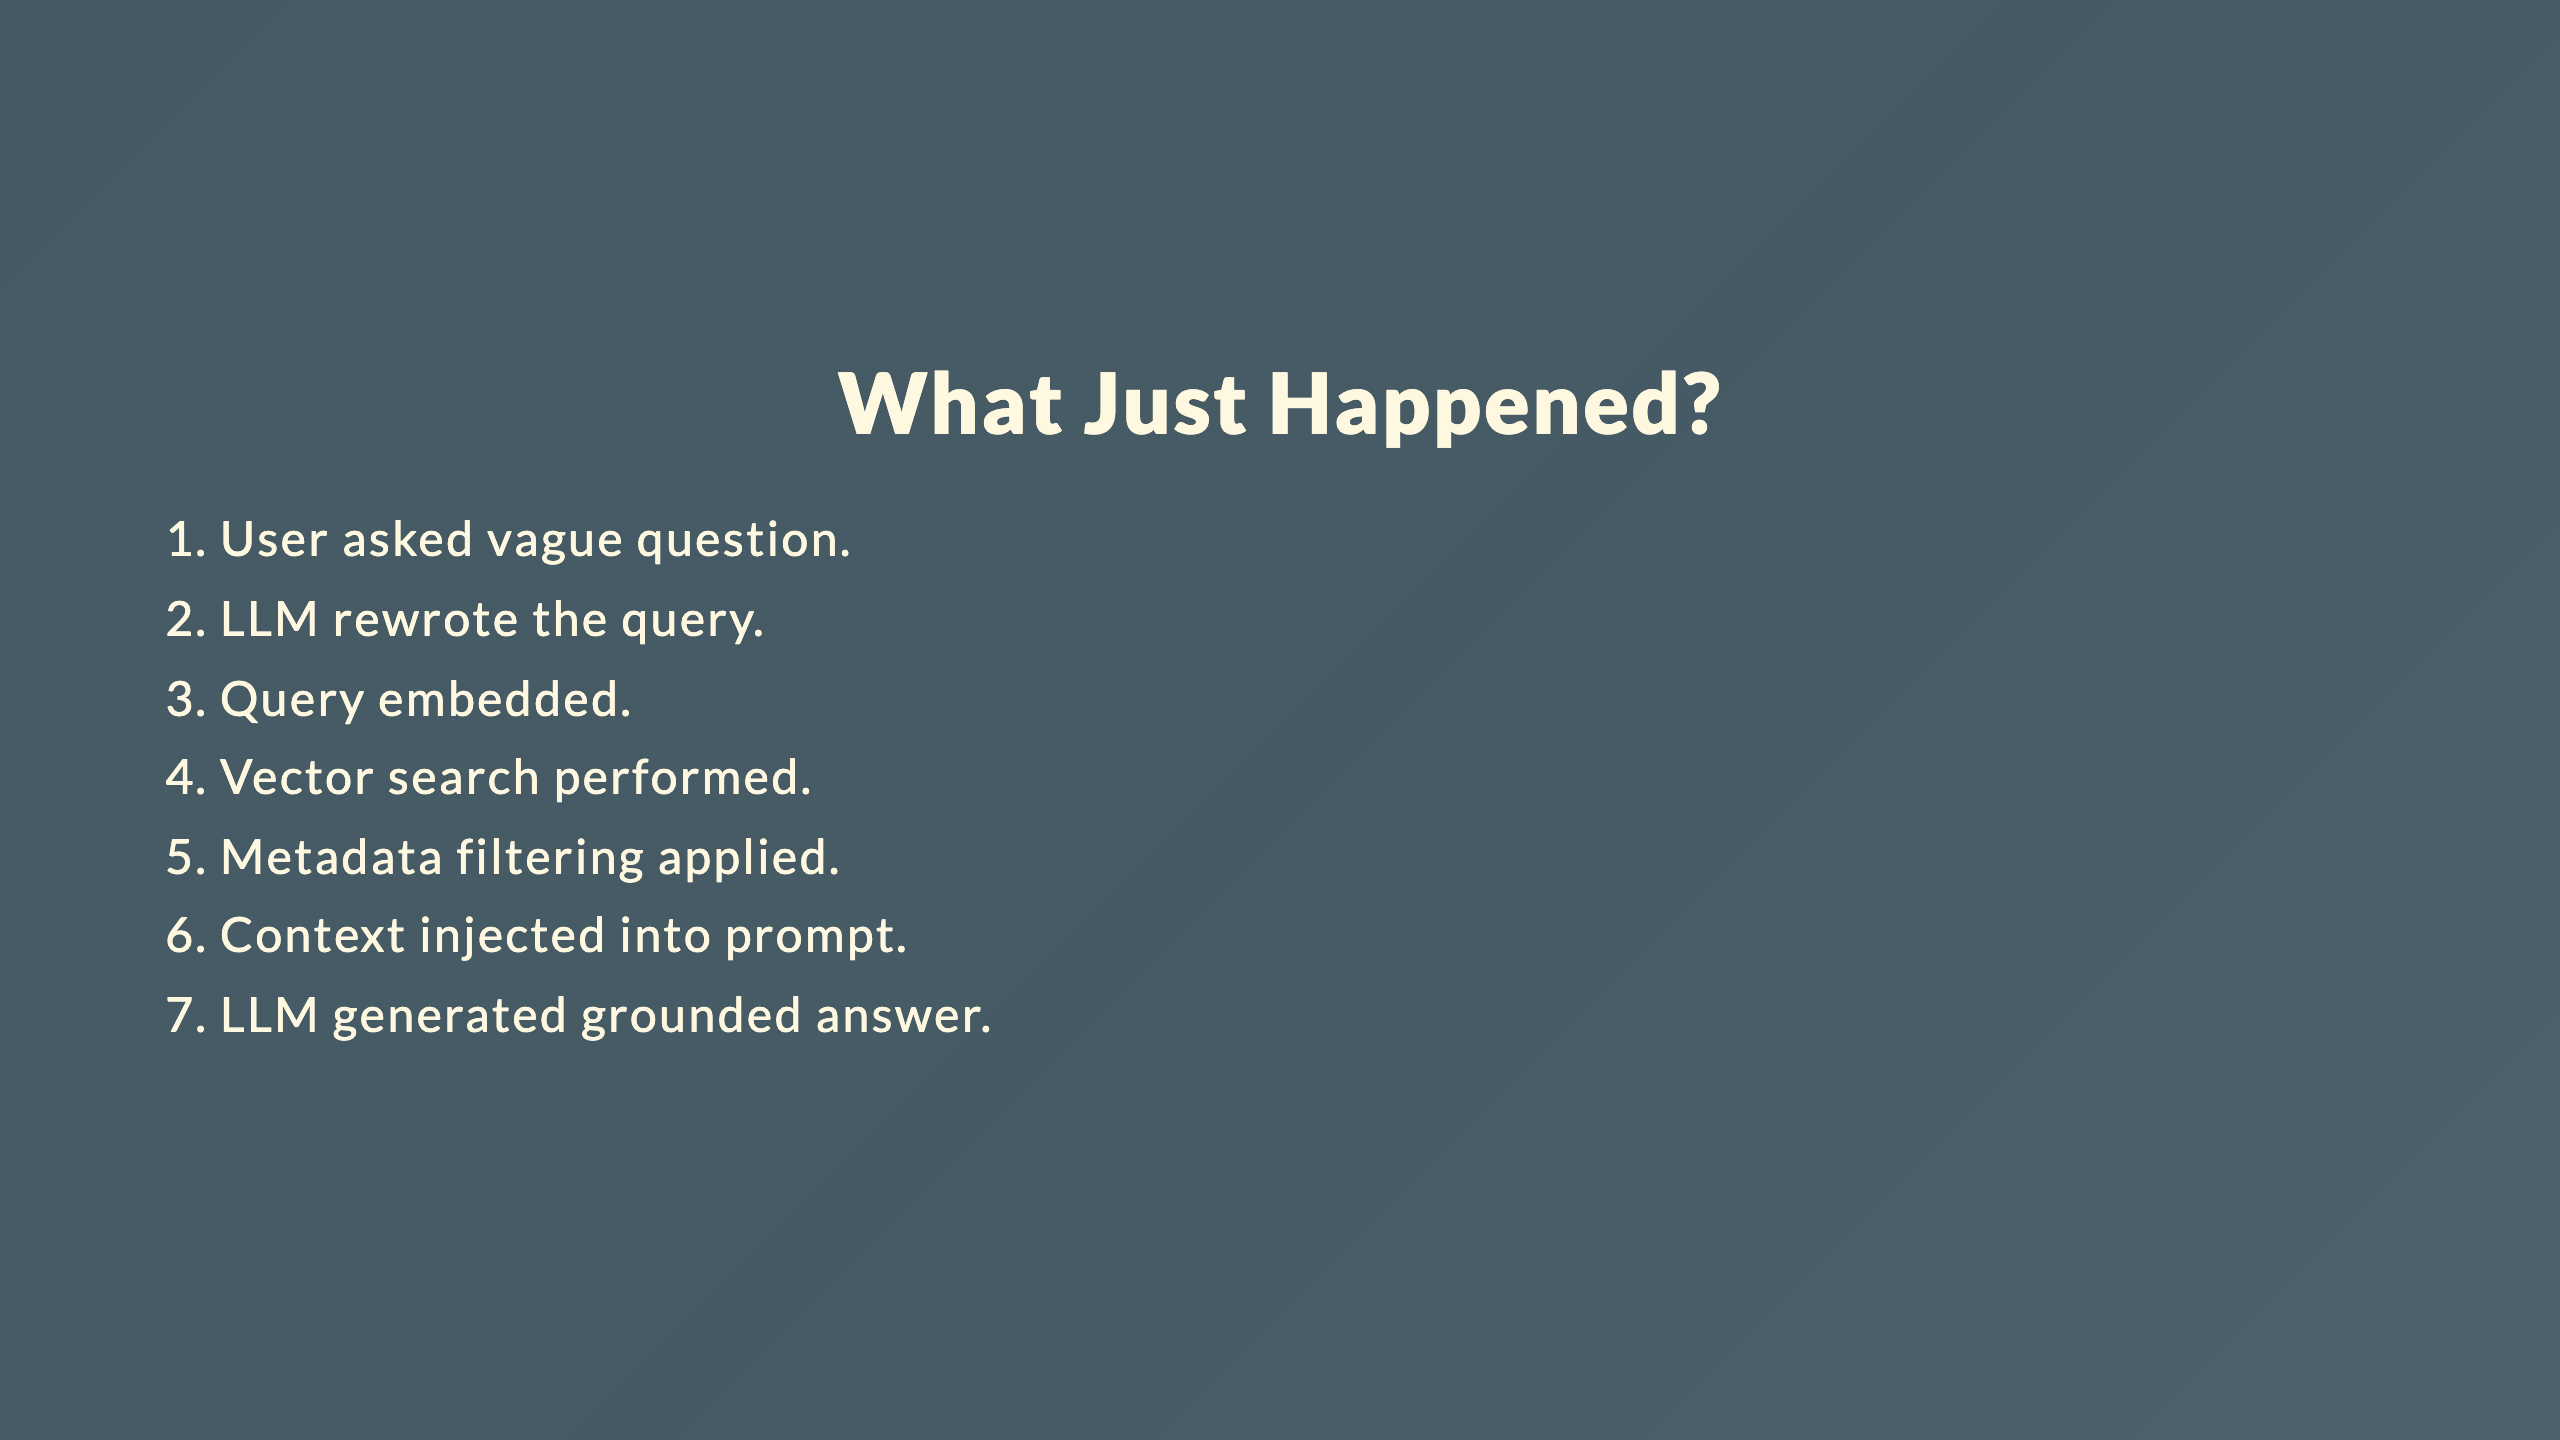 What Just Happened?
1. User asked vague question.
2. LLM rewrote the query.
3. Query embedded.
4. Vector search performed.
5. Metadata filtering applied.
6. Context injected into prompt.
7. LLM generated grounded answer.